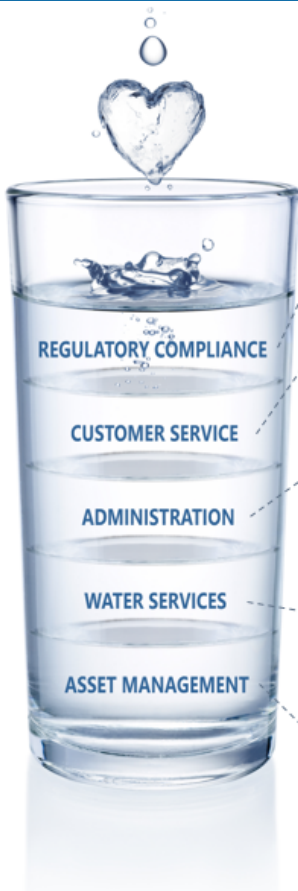 REGULATORY COMPLIANCE
CUSTOMER SERVICE
ADMINISTRATION
WATER SERVICES
ASSET MANAGEMENT